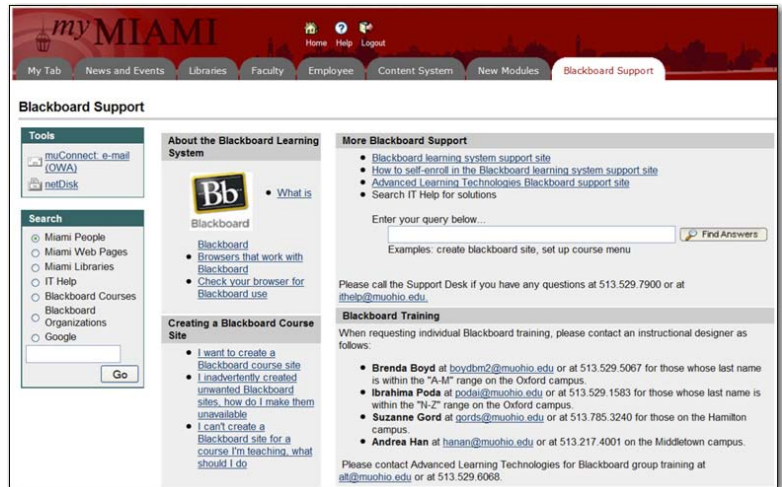 my MIAMI
Home Help Logout
My Tab News and Events Libraries Faculty Employee Content System New Modules Blackboard Support
Blackboard Support
Tools
muConnect: e-mail
(OWA)
netDisk
Search
Miami People
Miami Web Pages
Miami Libraries
IT Help
Blackboard Courses
Blackboard
Organizations
Google
Go
About the Blackboard Learning
System
Bb
Blackboard
What is
Blackboard
Browsers that work with
Blackboard
Check your browser for
Blackboard use
Creating a Blackboard Course
Site
I want to create a
Blackboard course site
I inadvertently created
unwanted Blackboard
sites, how do I make them
unavailable
I can't create a
Blackboard site for a
course I'm teaching, what
should I do
More Blackboard Support
Blackboard learning system support site
How to self-enroll in the Blackboard learning system support site
Advanced Learning Technologies Blackboard support site
Search IT Help for solutions
Enter your query below...
Find Answers
Examples: create blackboard site, set up course menu
Please call the Support Desk if you have any questions at 513.529.7900 or at
ithelp@muohio.edu.
Blackboard Training
When requesting individual Blackboard training, please contact an instructional designer as
follows:
Brenda Boyd at boydbm2@muohio.edu or at 513.529.5067 for those whose last name
is within the "A-M" range on the Oxford campus.
Ibrahima Poda at podai@muohio.edu or at 513.529.1583 for those whose last name is
within the "N-Z" range on the Oxford campus.
Suzanne Gord at gords@muohio.edu or at 513.785.3240 for those on the Hamilton
campus.
Andrea Han at hanan@muohio.edu or at 513.217.4001 on the Middletown campus.
Please contact Advanced Learning Technologies for Blackboard group training at
alt@muohio.edu or at 513.529.6068.